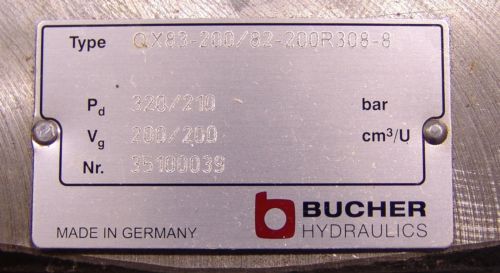 Type QX83-200/82-200R308-8
Pd 320/210 bar
Vg 200/200 cm³/U
Nr. 35100039
MADE IN GERMANY
BUCHER
HYDRAULICS